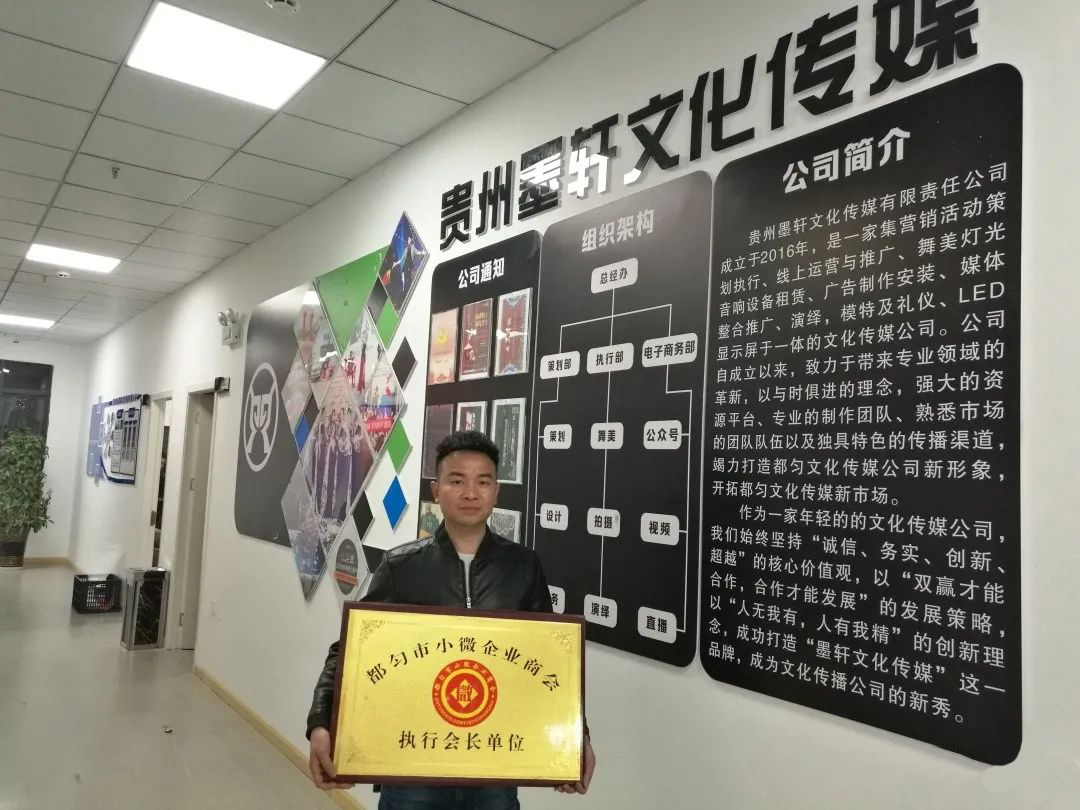 贵州墨轩文化传媒
公司通知
组织架构
总经办
策划部
执行部
电子商务部
策划
舞美
公众号
设计
拍摄
视频
务
演绎
直播
公司简介
贵州墨轩文化传媒有限责任公司
成立于2016年，是一家集营销活动策
划执行、线上运营与推广、舞美灯光
音响设备租赁、广告制作安装、媒体
整合推广、演绎，模特及礼仪、LED
显示屏于一体的文化传媒公司。公司
自成立以来，致力于带来专业领域的
革新，以与时俱进的理念，强大的资
源平台、专业的制作团队、熟悉市场
的团队队伍以及独具特色的传播渠道，
竭力打造都匀文化传媒公司新形象，
开拓都匀文化传媒新市场。
作为一家年轻的的文化传媒公司，
我们始终坚持“诚信、务实、创新、
超越”的核心价值观，以“双赢才能
合作，合作才能发展”的发展策略，
以“人无我有，人有我精”的创新理
念，成功打造“墨轩文化传媒”这一
品牌，成为文化传播公司的新秀。
都匀市小微企业商会
都匀市小微企业商会
执行会长单位